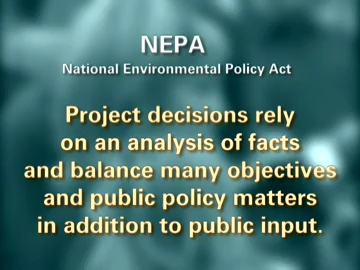 NEPA
National Environmental Policy Act
Project decisions rely
on an analysis of facts
and balance many objectives
and public policy matters
in addition to public input.